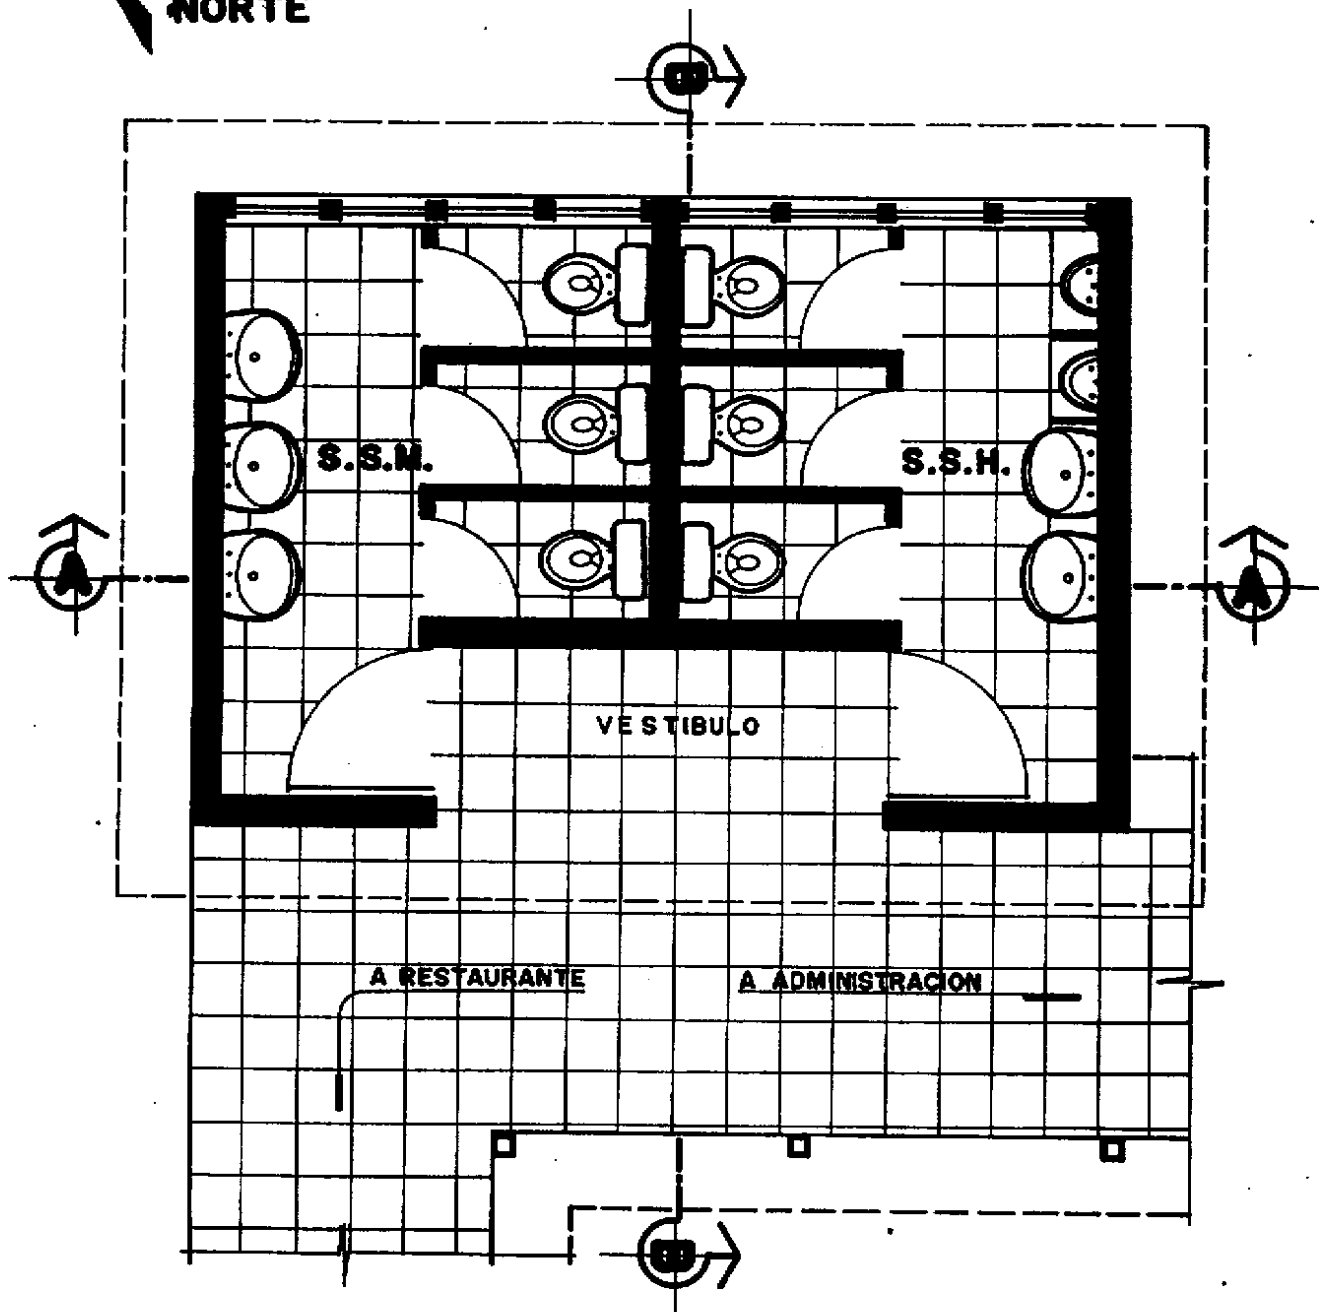 NORTE
B
S.S.M.
S.S.H.
A
A
VESTIBULO
A RESTAURANTE
A ADMINISTRACION
B